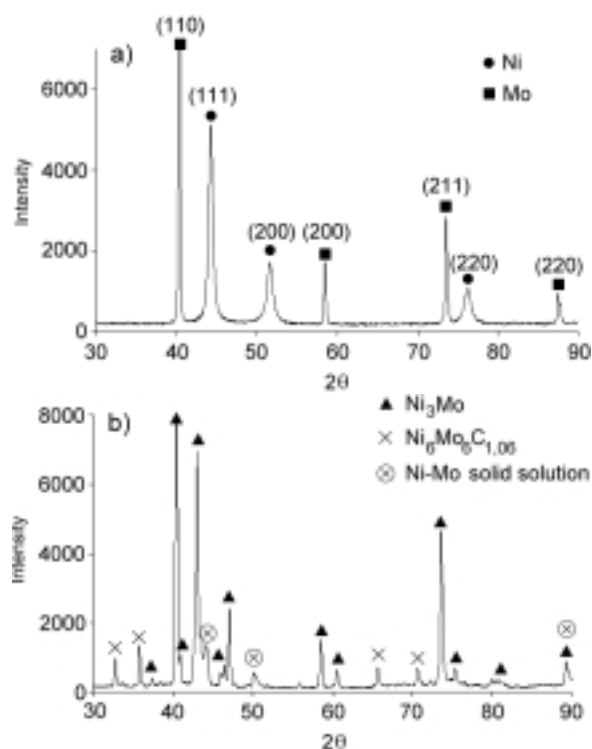 (110)
a)
● Ni
(111)
■ Mo
6000
4000
(211)
(200) (200)
(220)
(220)
2000
0
Intensity
30 40 50 60 70 80 90
2θ
8000
b)
▲ Ni3Mo
× Ni6Mo6C1,06
⊗ Ni-Mo solid solution
6000
4000
2000
0
Intensity
30 40 50 60 70 80 90
2θ